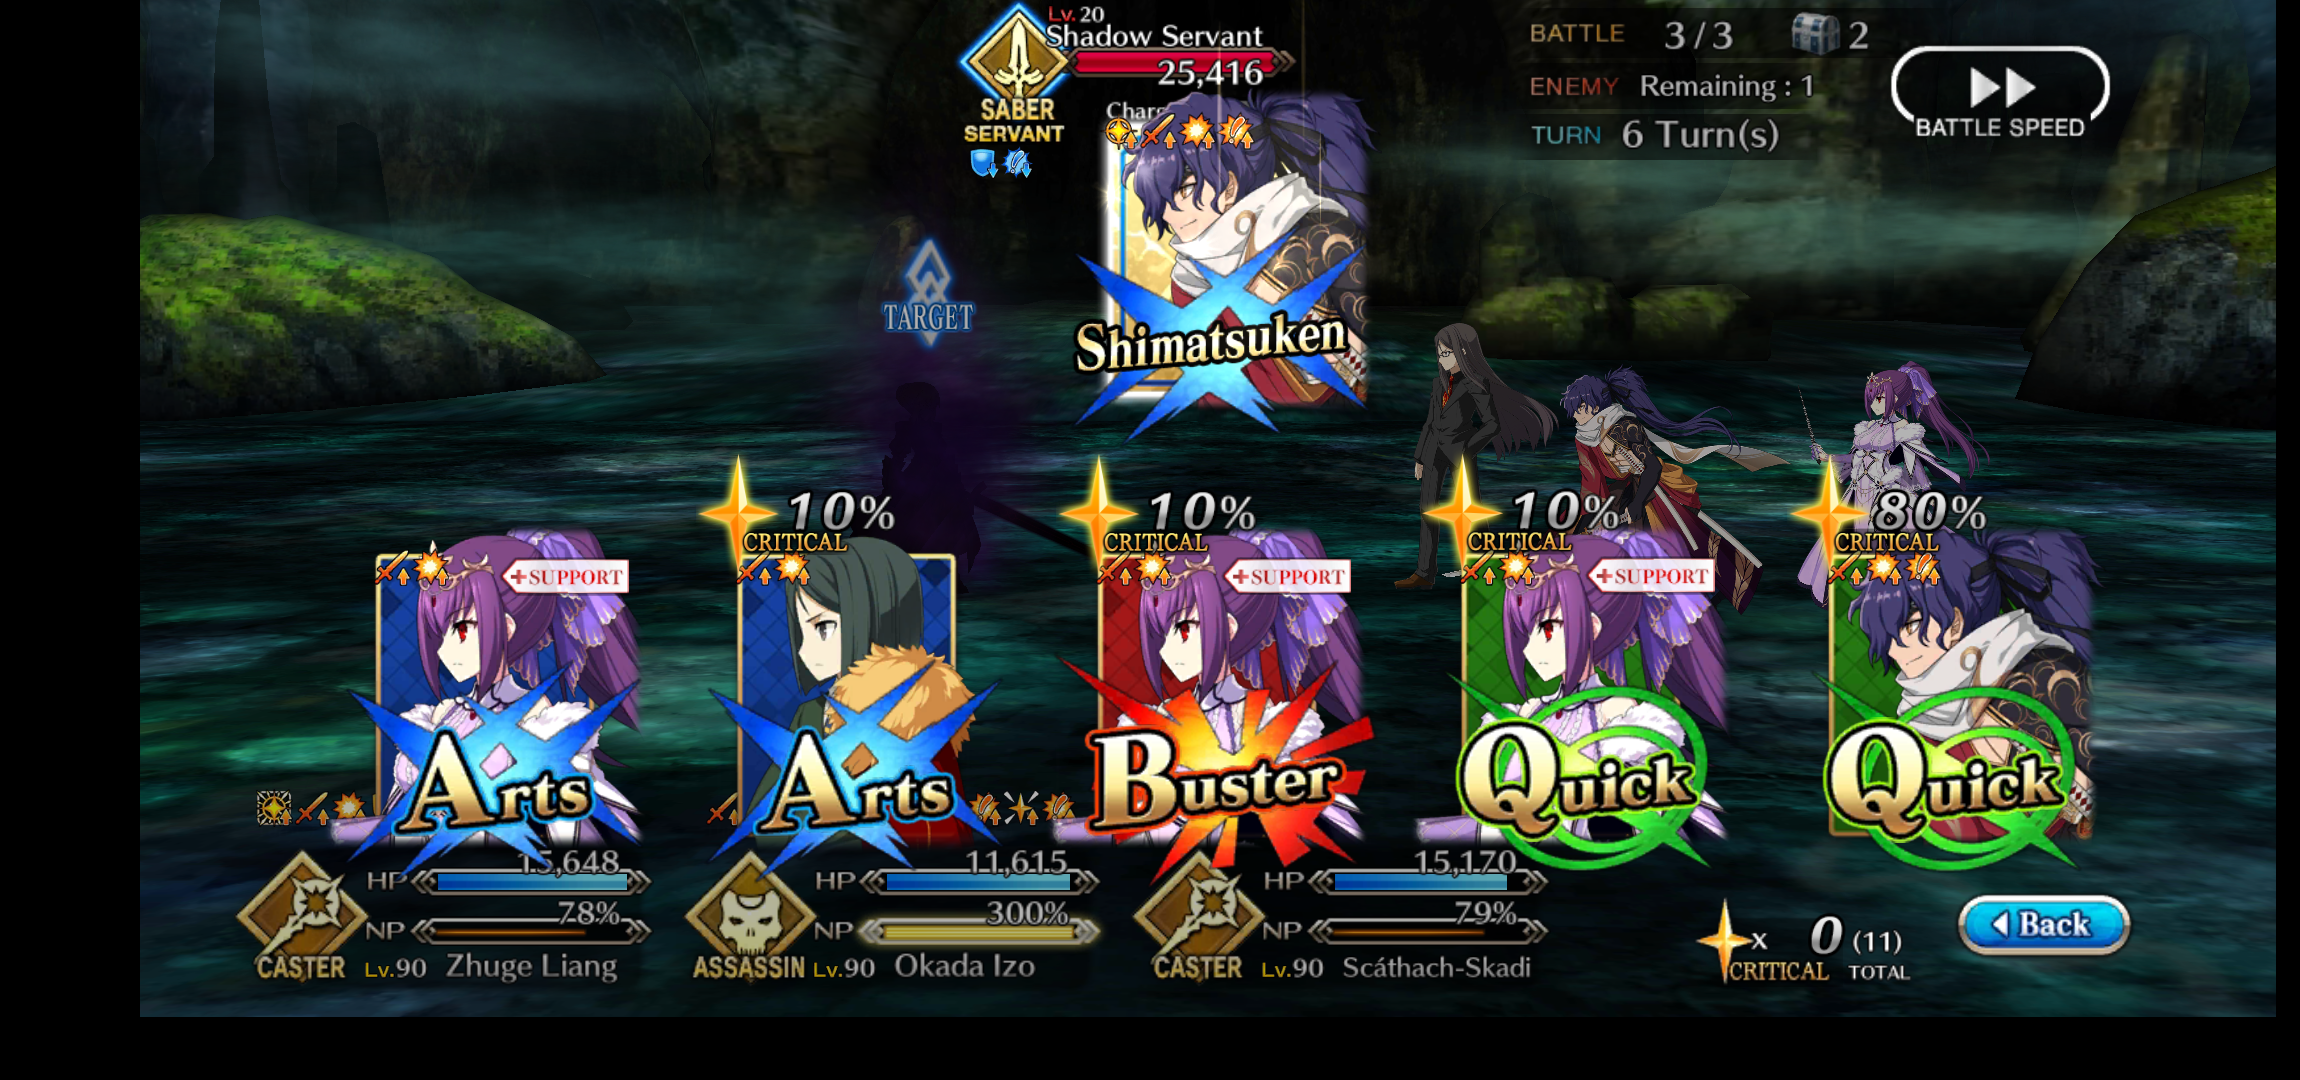 Lv.20
Shadow Servant
25,416
SABER
SERVANT
BATTLE 3/3 2
ENEMY Remaining : 1
TURN 6 Turn(s)
BATTLE SPEED
TARGET
Shimatsuken
10%
CRITICAL
10%
CRITICAL
10%
CRITICAL
80%
CRITICAL
+SUPPORT
+SUPPORT
+SUPPORT
Arts
Arts
Buster
Quick
Quick
HP 15,648
NP 78%
CASTER Lv.90 Zhuge Liang
HP 11,615
NP 300%
ASSASSIN Lv.90 Okada Izo
HP 15,170
NP 79%
CASTER Lv.90 Scáthach-Skadi
x 0 (11)
CRITICAL TOTAL
Back